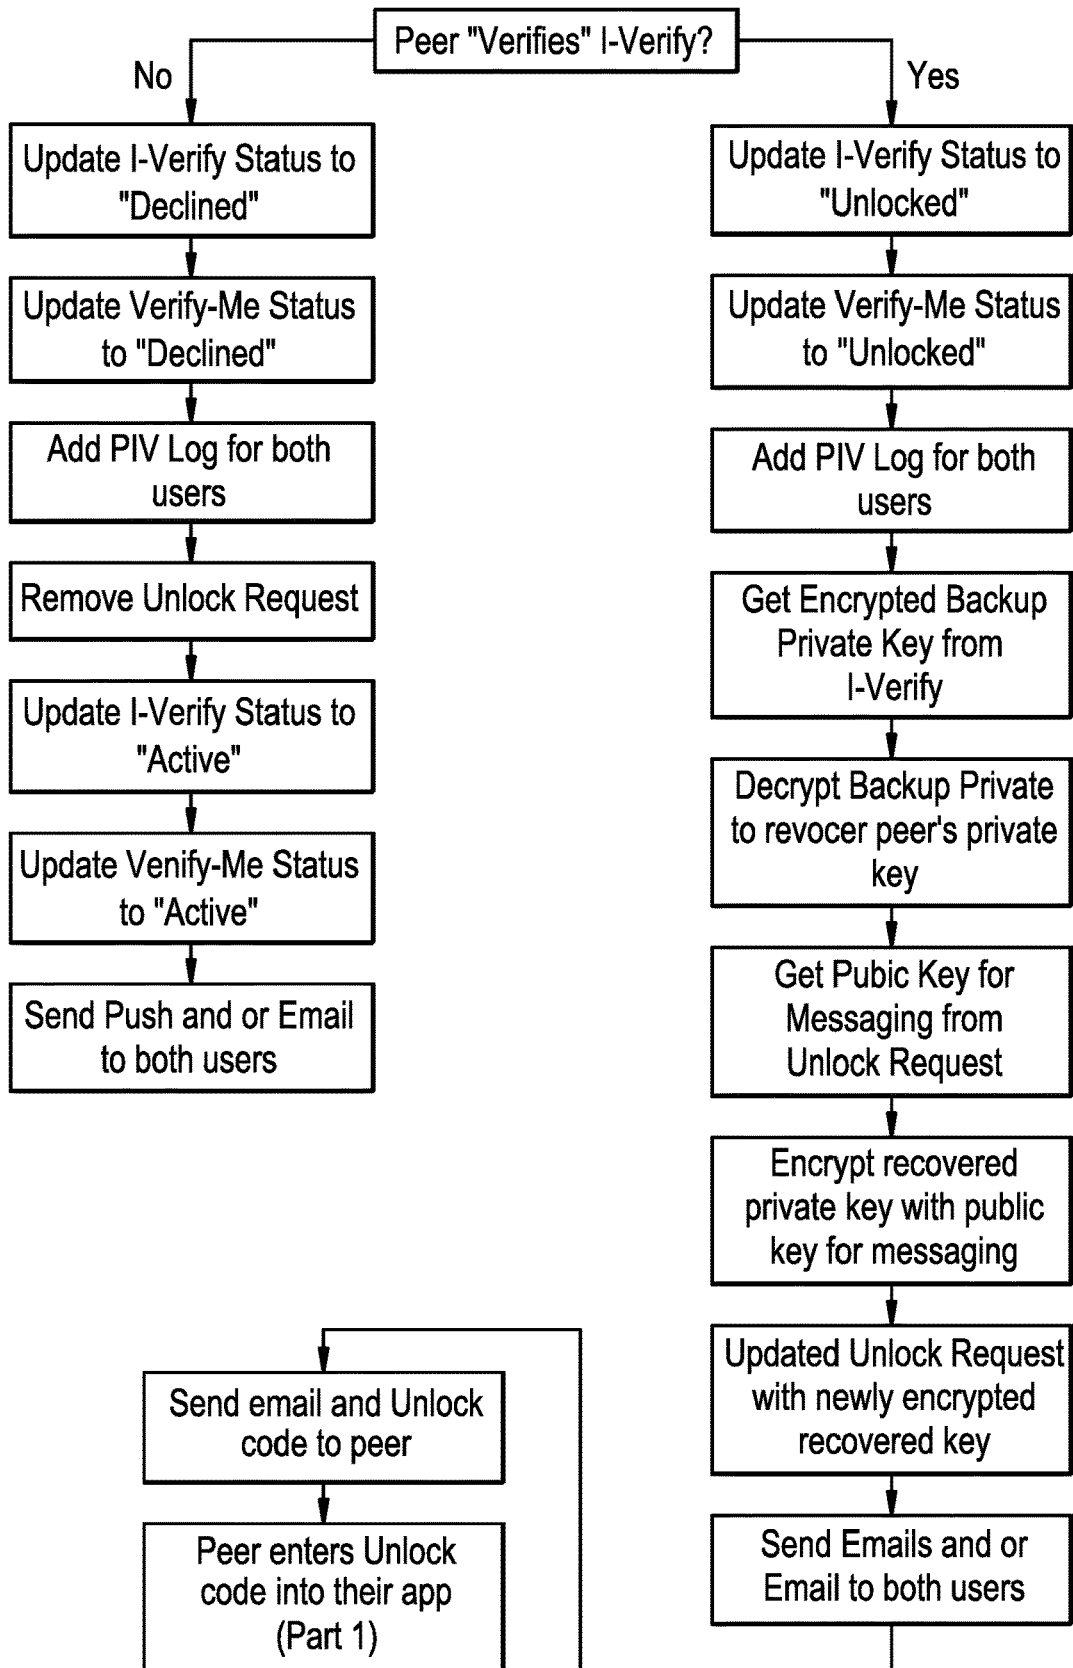 Peer "Verifies" I-Verify?
No
Update I-Verify Status to
"Declined"
Update Verify-Me Status
to "Declined"
Add PIV Log for both
users
Remove Unlock Request
Update I-Verify Status to
"Active"
Update Venify-Me Status
to "Active"
Send Push and or Email
to both users
Yes
Update I-Verify Status to
"Unlocked"
Update Verify-Me Status
to "Unlocked"
Add PIV Log for both
users
Get Encrypted Backup
Private Key from
I-Verify
Decrypt Backup Private
to revocer peer's private
key
Get Pubic Key for
Messaging from
Unlock Request
Encrypt recovered
private key with public
key for messaging
Updated Unlock Request
with newly encrypted
recovered key
Send Emails and or
Email to both users
Send email and Unlock
code to peer
Peer enters Unlock
code into their app
(Part 1)